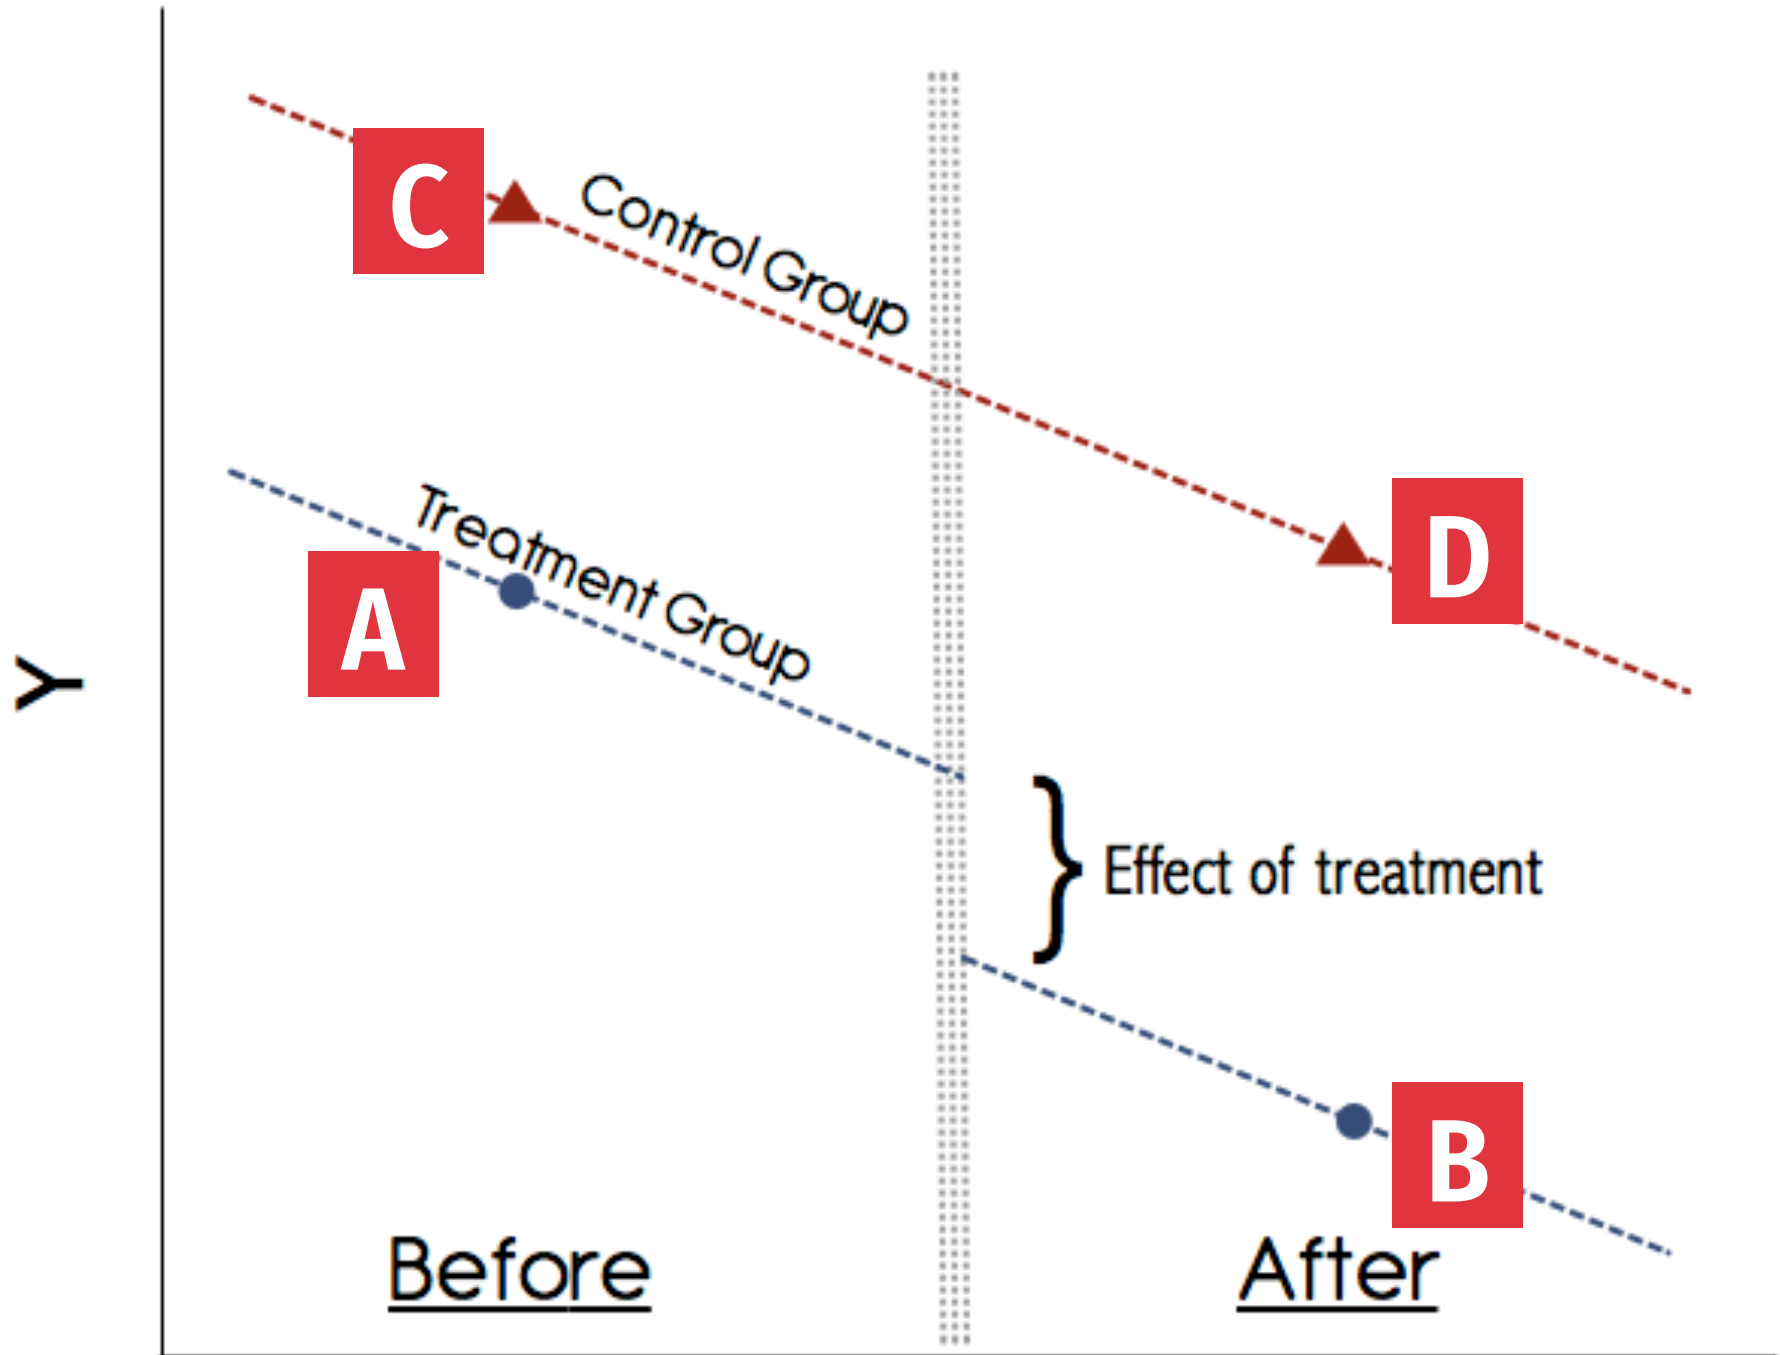 C
Control Group
D
Treatment Group
A
Y
Effect of treatment
B
Before
After